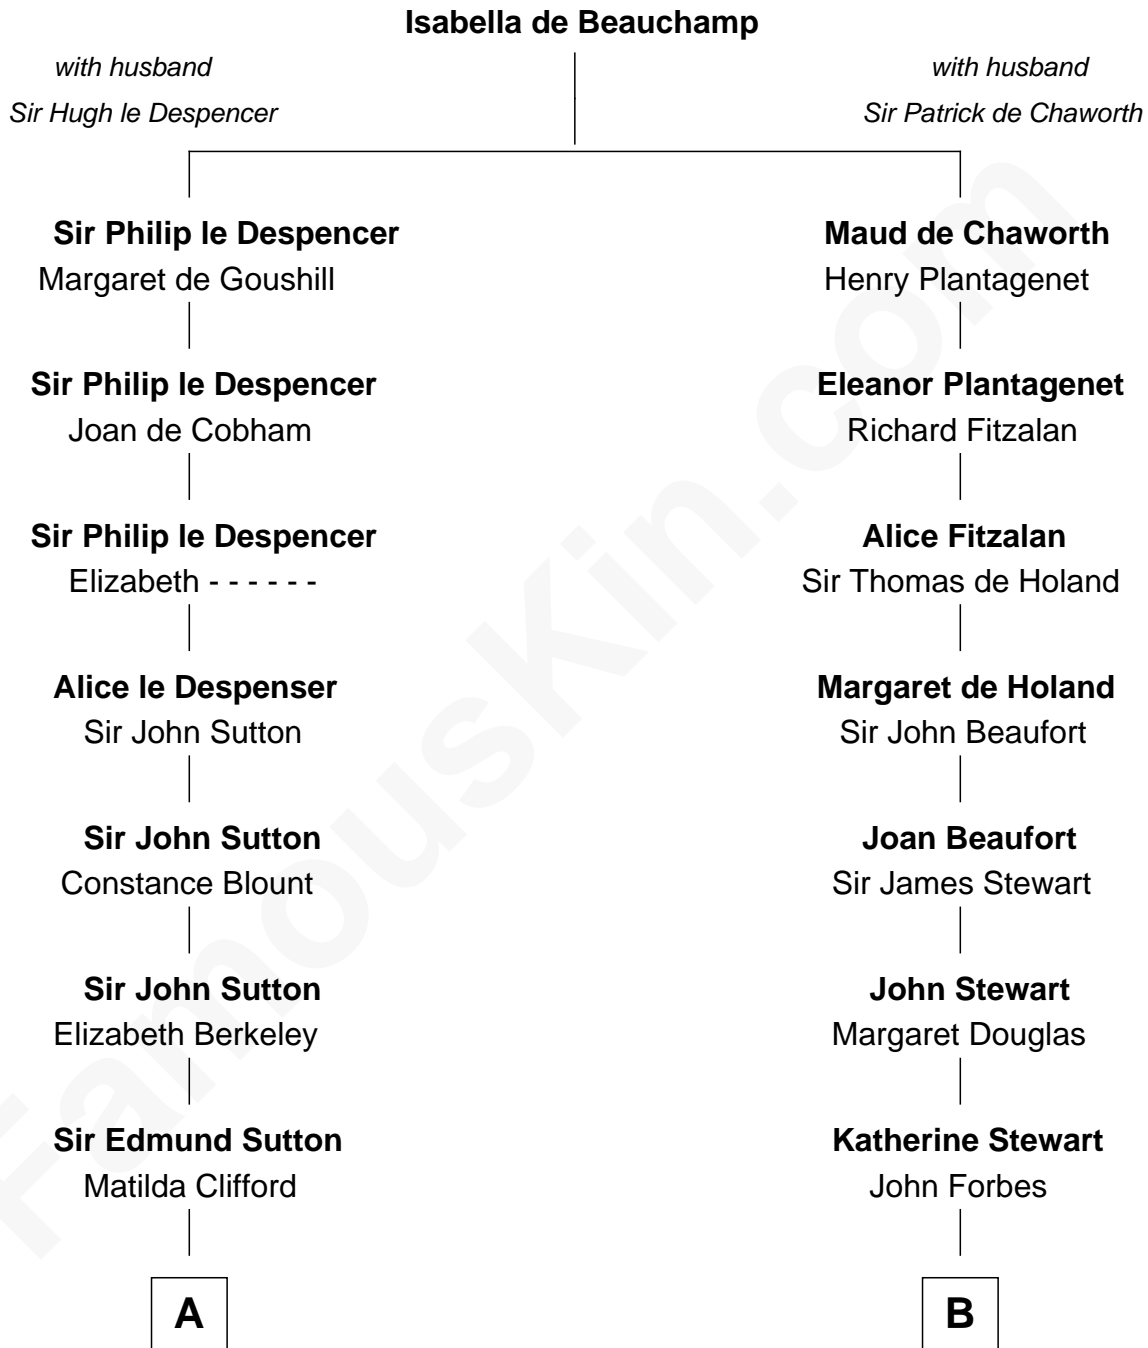 Isabella de Beauchamp
with husband
Sir Hugh le Despencer
with husband
Sir Patrick de Chaworth
Sir Philip le Despencer
Margaret de Goushill
Maud de Chaworth
Henry Plantagenet
Sir Philip le Despencer
Joan de Cobham
Eleanor Plantagenet
Richard Fitzalan
Sir Philip le Despencer
Elizabeth - - - - - -
Alice Fitzalan
Sir Thomas de Holand
Alice le Despenser
Sir John Sutton
Margaret de Holand
Sir John Beaufort
Sir John Sutton
Constance Blount
Joan Beaufort
Sir James Stewart
Sir John Sutton
Elizabeth Berkeley
John Stewart
Margaret Douglas
Sir Edmund Sutton
Matilda Clifford
Katherine Stewart
John Forbes
A
B
FamousKin.com